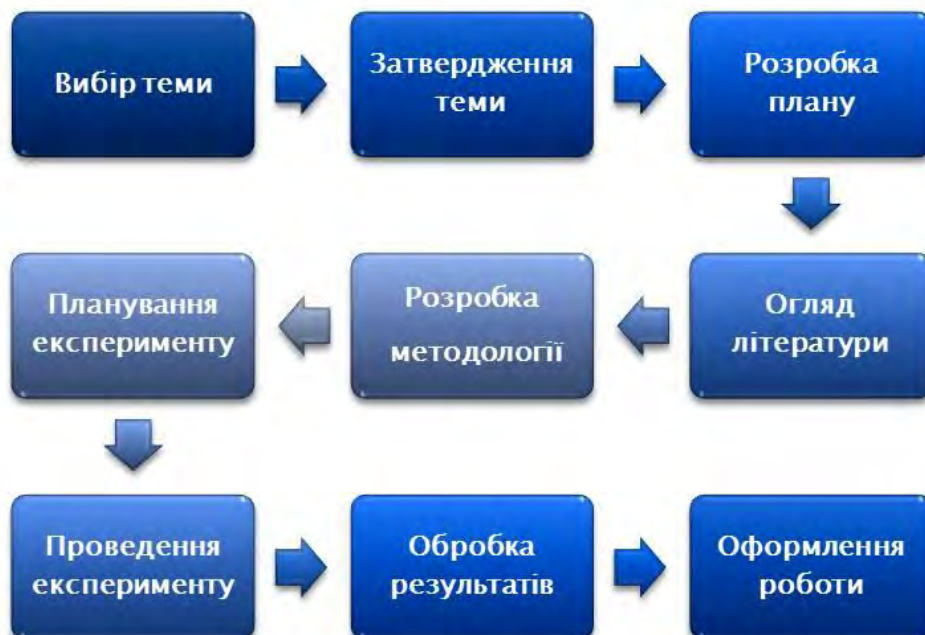 Вибір теми
Затвердження
теми
Розробка
плану
Огляд
літератури
Розробка
методології
Планування
експерименту
Проведення
експерименту
Обробка
результатів
Оформлення
роботи